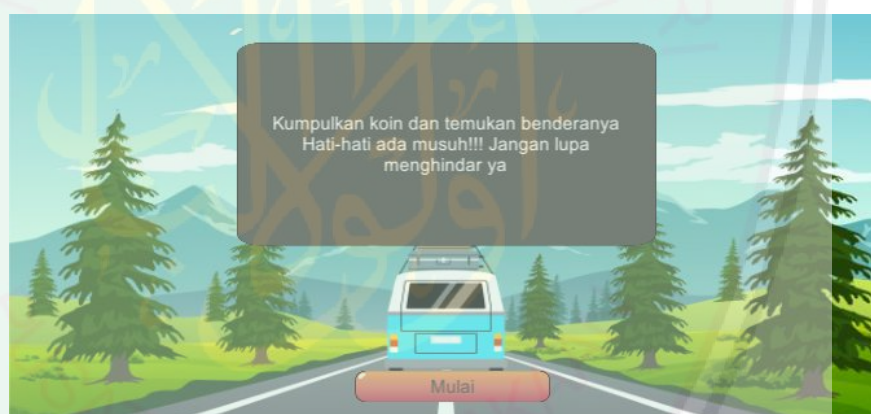 Kumpulkan koin dan temukan benderanya
Hati-hati ada musuh!!! Jangan lupa
menghindar ya
Mulai